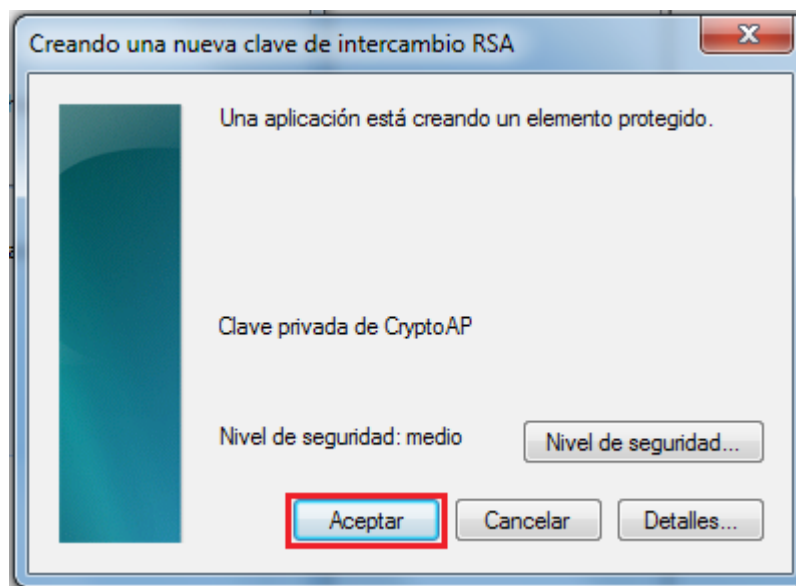 Creando una nueva clave de intercambio RSA
Una aplicación está creando un elemento protegido.
Clave privada de CryptoAP
Nivel de seguridad: medio
Nivel de seguridad...
Aceptar
Cancelar
Detalles...